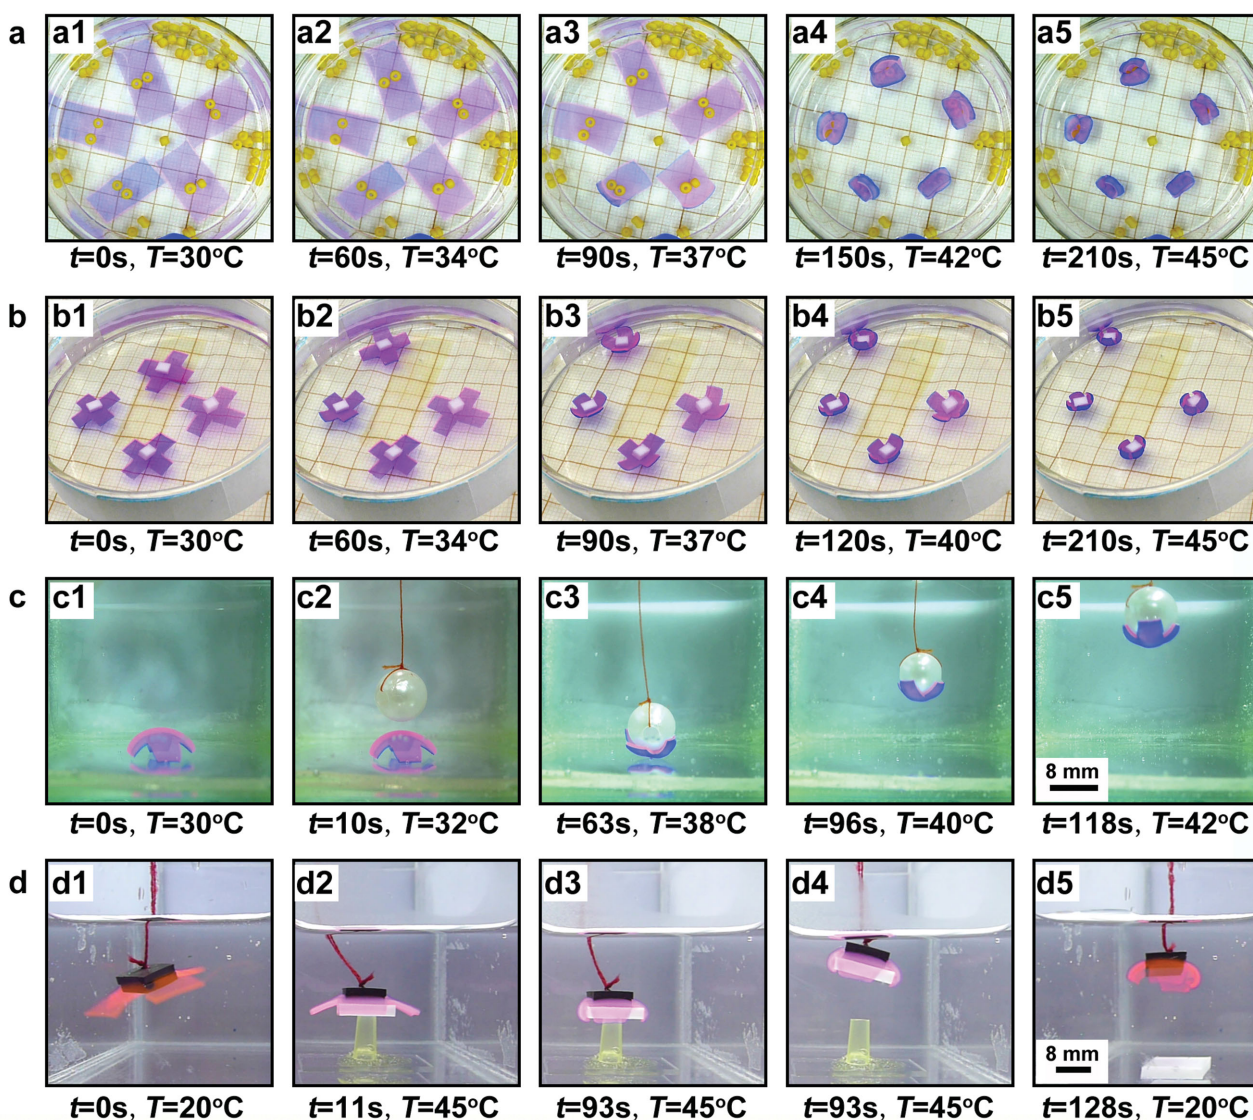 a
a1 a2 a3 a4 a5
t=0s, T=30°C t=60s, T=34°C t=90s, T=37°C t=150s, T=42°C t=210s, T=45°C
b
b1 b2 b3 b4 b5
t=0s, T=30°C t=60s, T=34°C t=90s, T=37°C t=120s, T=40°C t=210s, T=45°C
c
c1 c2 c3 c4 c5
8 mm
t=0s, T=30°C t=10s, T=32°C t=63s, T=38°C t=96s, T=40°C t=118s, T=42°C
d
d1 d2 d3 d4 d5
8 mm
t=0s, T=20°C t=11s, T=45°C t=93s, T=45°C t=93s, T=45°C t=128s, T=20°C